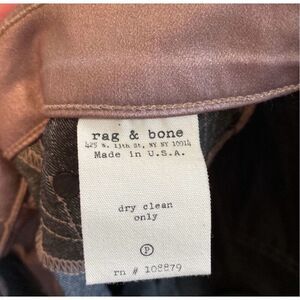 rag & bone
425 W. 13th St, NY NY 10014
Made in U.S.A.
dry clean
only
P
rn # 108879